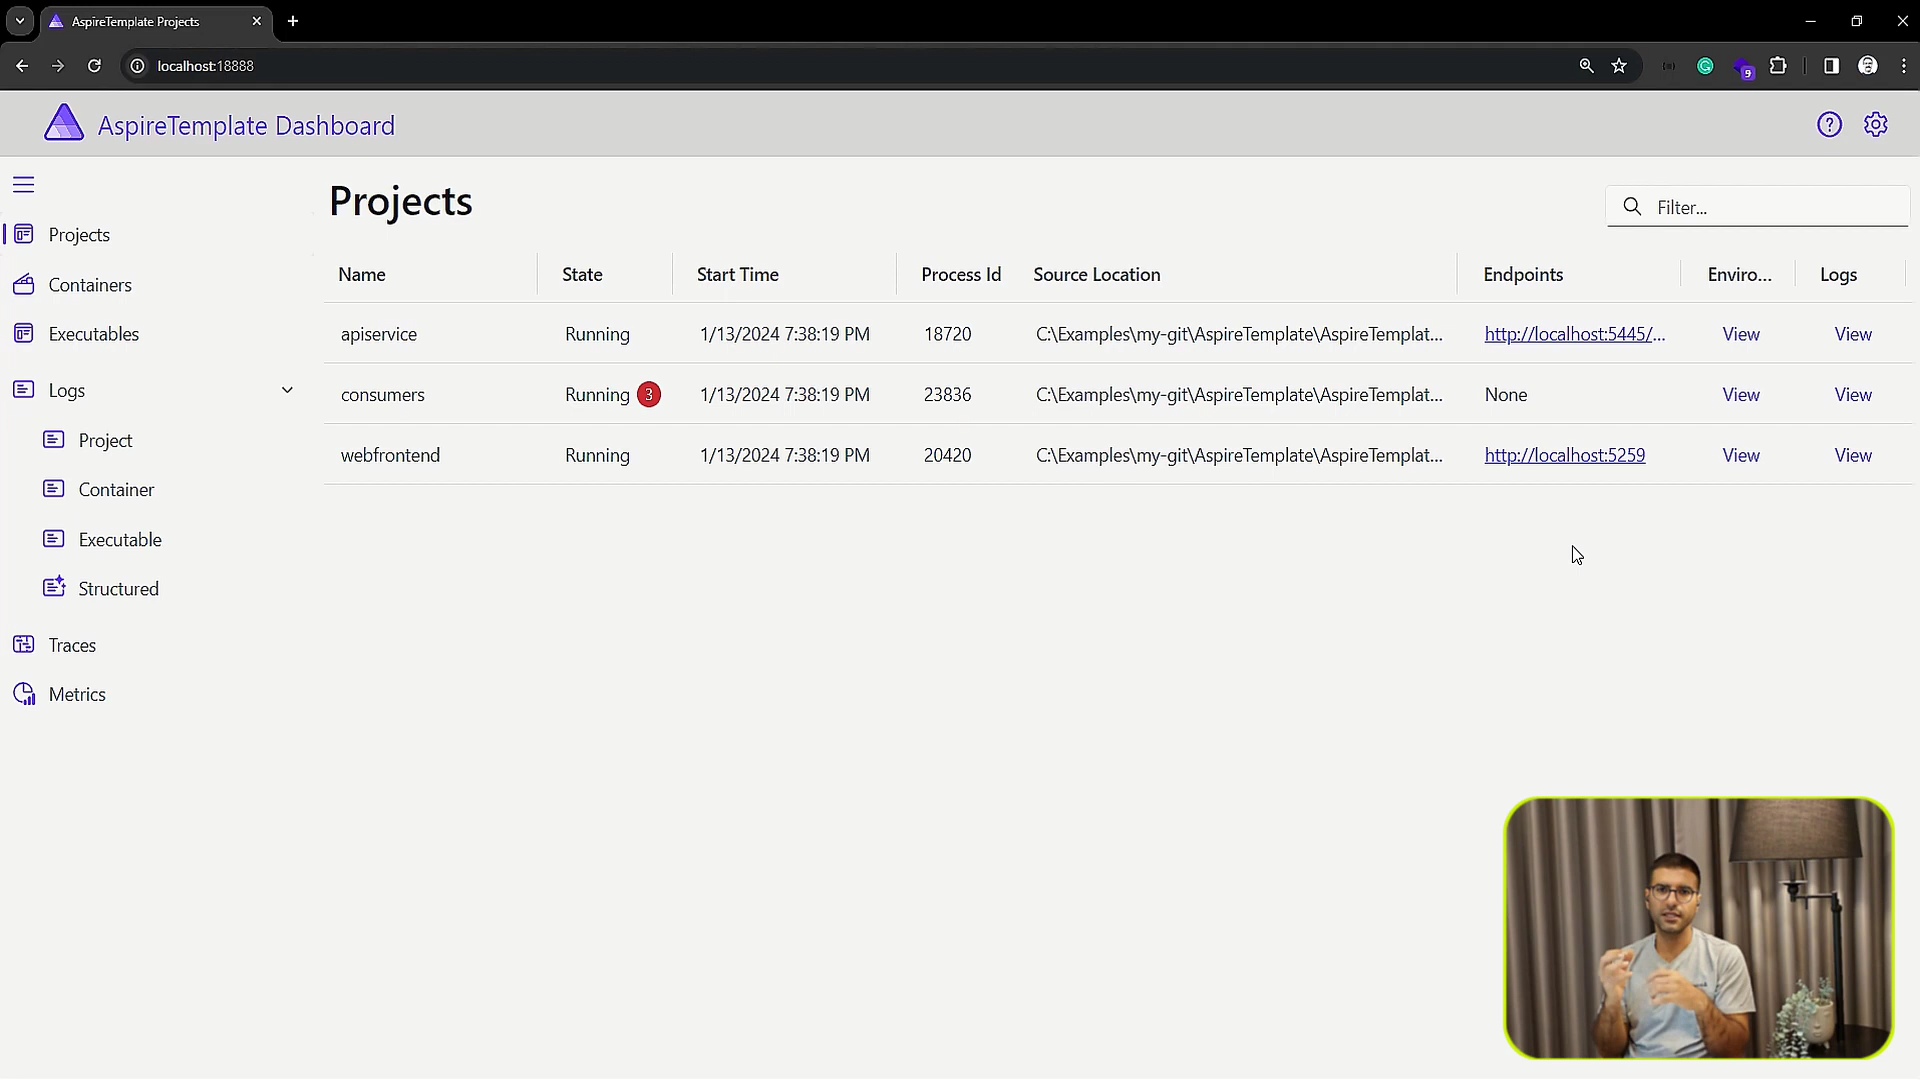 AspireTemplate Projects
localhost:18888
9
AspireTemplate Dashboard
Projects
Containers
Executables
Logs
Project
Container
Executable
Structured
Traces
Metrics
Projects
Filter...
Name State Start Time Process Id Source Location Endpoints Enviro... Logs
apiservice Running 1/13/2024 7:38:19 PM 18720 C:\Examples\my-git\AspireTemplate\AspireTemplat... http://localhost:5445/... View View
consumers Running 3 1/13/2024 7:38:19 PM 23836 C:\Examples\my-git\AspireTemplate\AspireTemplat... None View View
webfrontend Running 1/13/2024 7:38:19 PM 20420 C:\Examples\my-git\AspireTemplate\AspireTemplat... http://localhost:5259 View View